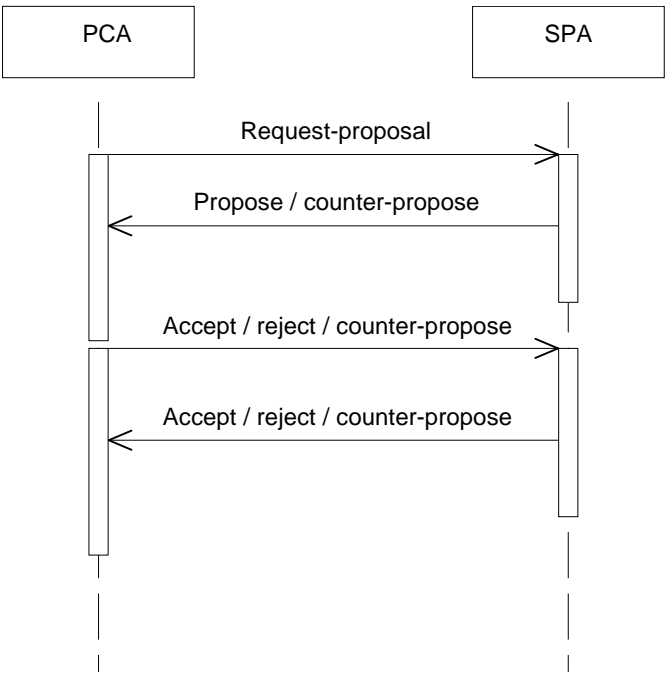 PCA
SPA
Request-proposal
Propose / counter-propose
Accept / reject / counter-propose
Accept / reject / counter-propose